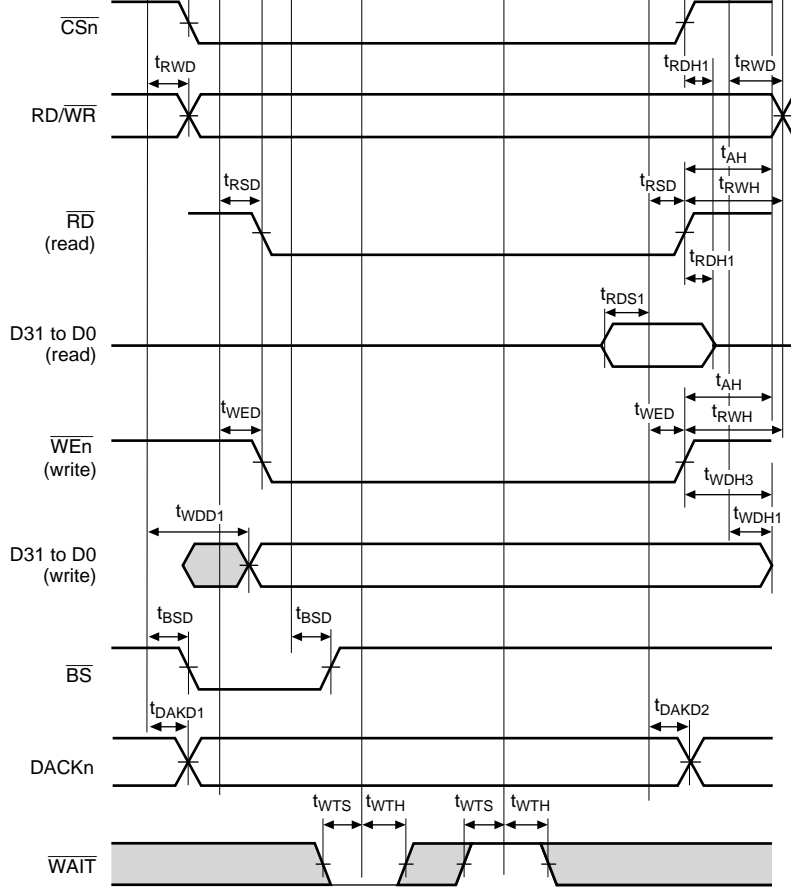 CSn
tRDH1 tRWD
tRWD
RD/WR
tAH
tRSD tRSD tRWH
RD
(read)
tRDH1
tRDS1
D31 to D0
(read)
tAH
tWED tWED tRWH
WEn
(write)
tWDH3
tWDD1 tWDH1
D31 to D0
(write)
tBSD tBSD
BS
tDAKD1 tDAKD2
DACKn
tWTS tWTH tWTS tWTH
WAIT